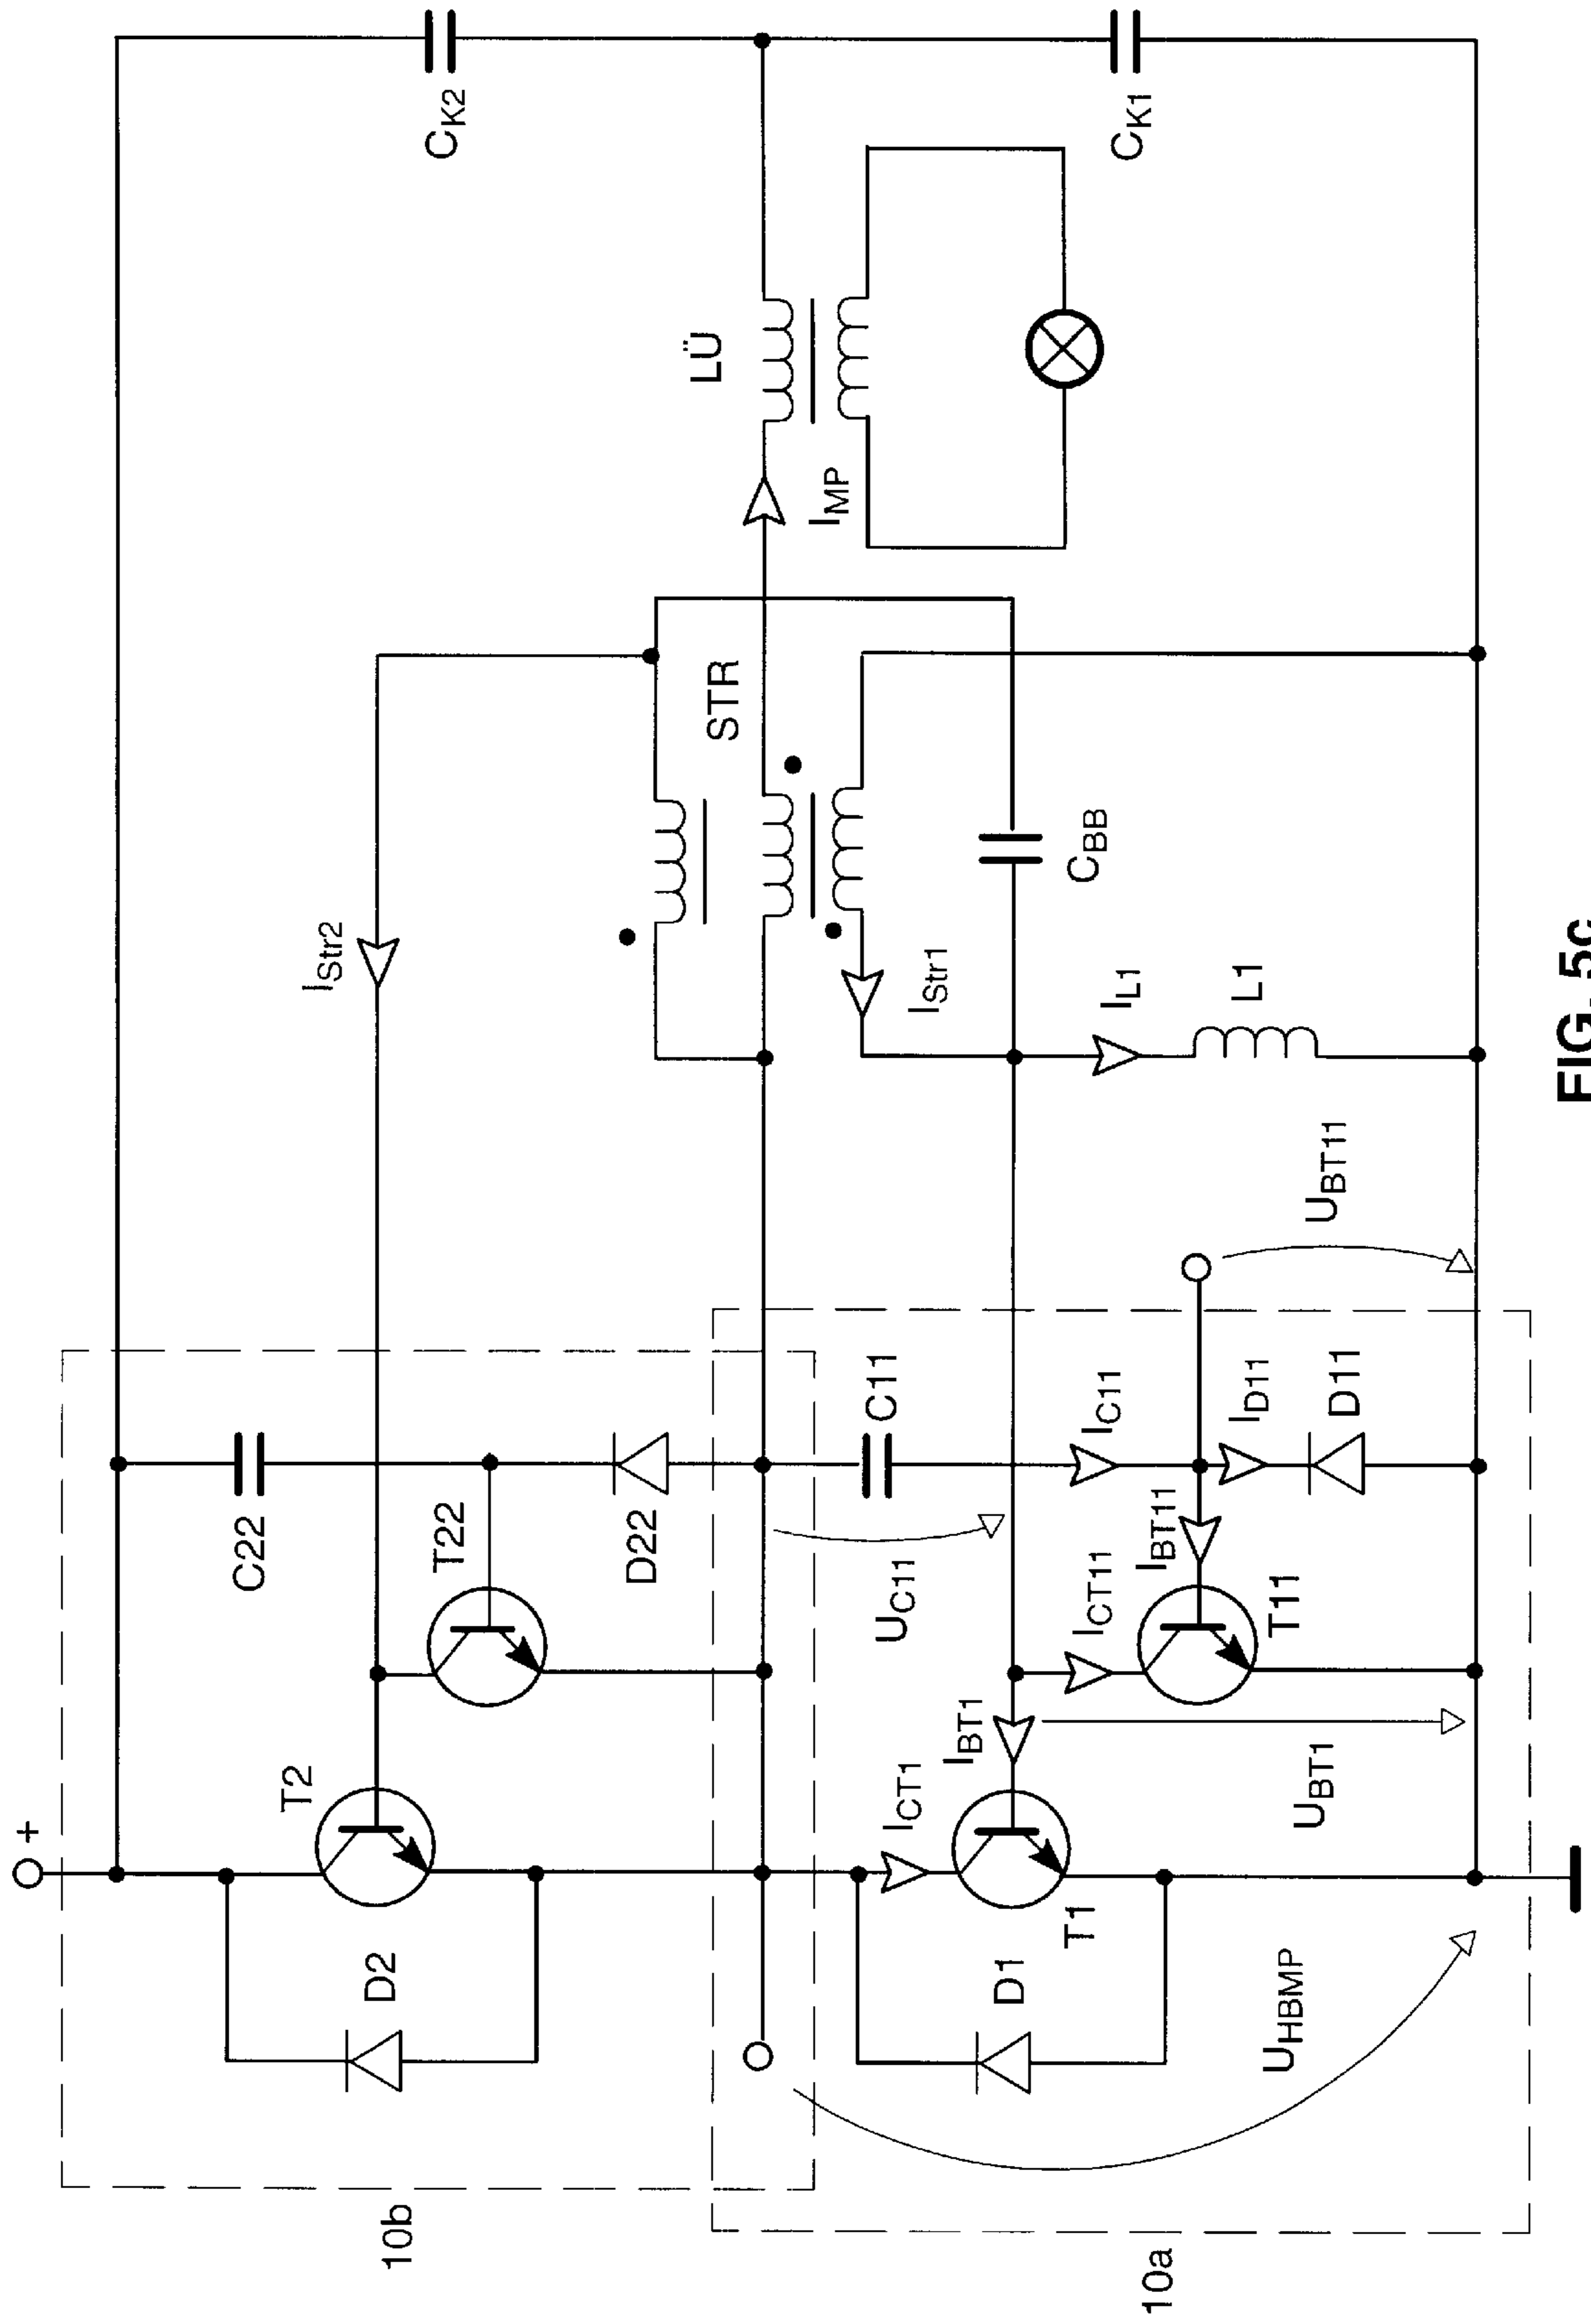 +
10b
D2
T2
C22
T22
D22
I_Str2
STR
LÜ
I_MP
C_K2
C_K1
10a
D1
T1
I_CT1
I_BT1
U_HBMP
U_BT1
U_C11
C11
I_C11
I_CT11
I_BT11
T11
I_D11
D11
U_BT11
I_Str1
I_L1
L1
C_BB
FIG. 5c